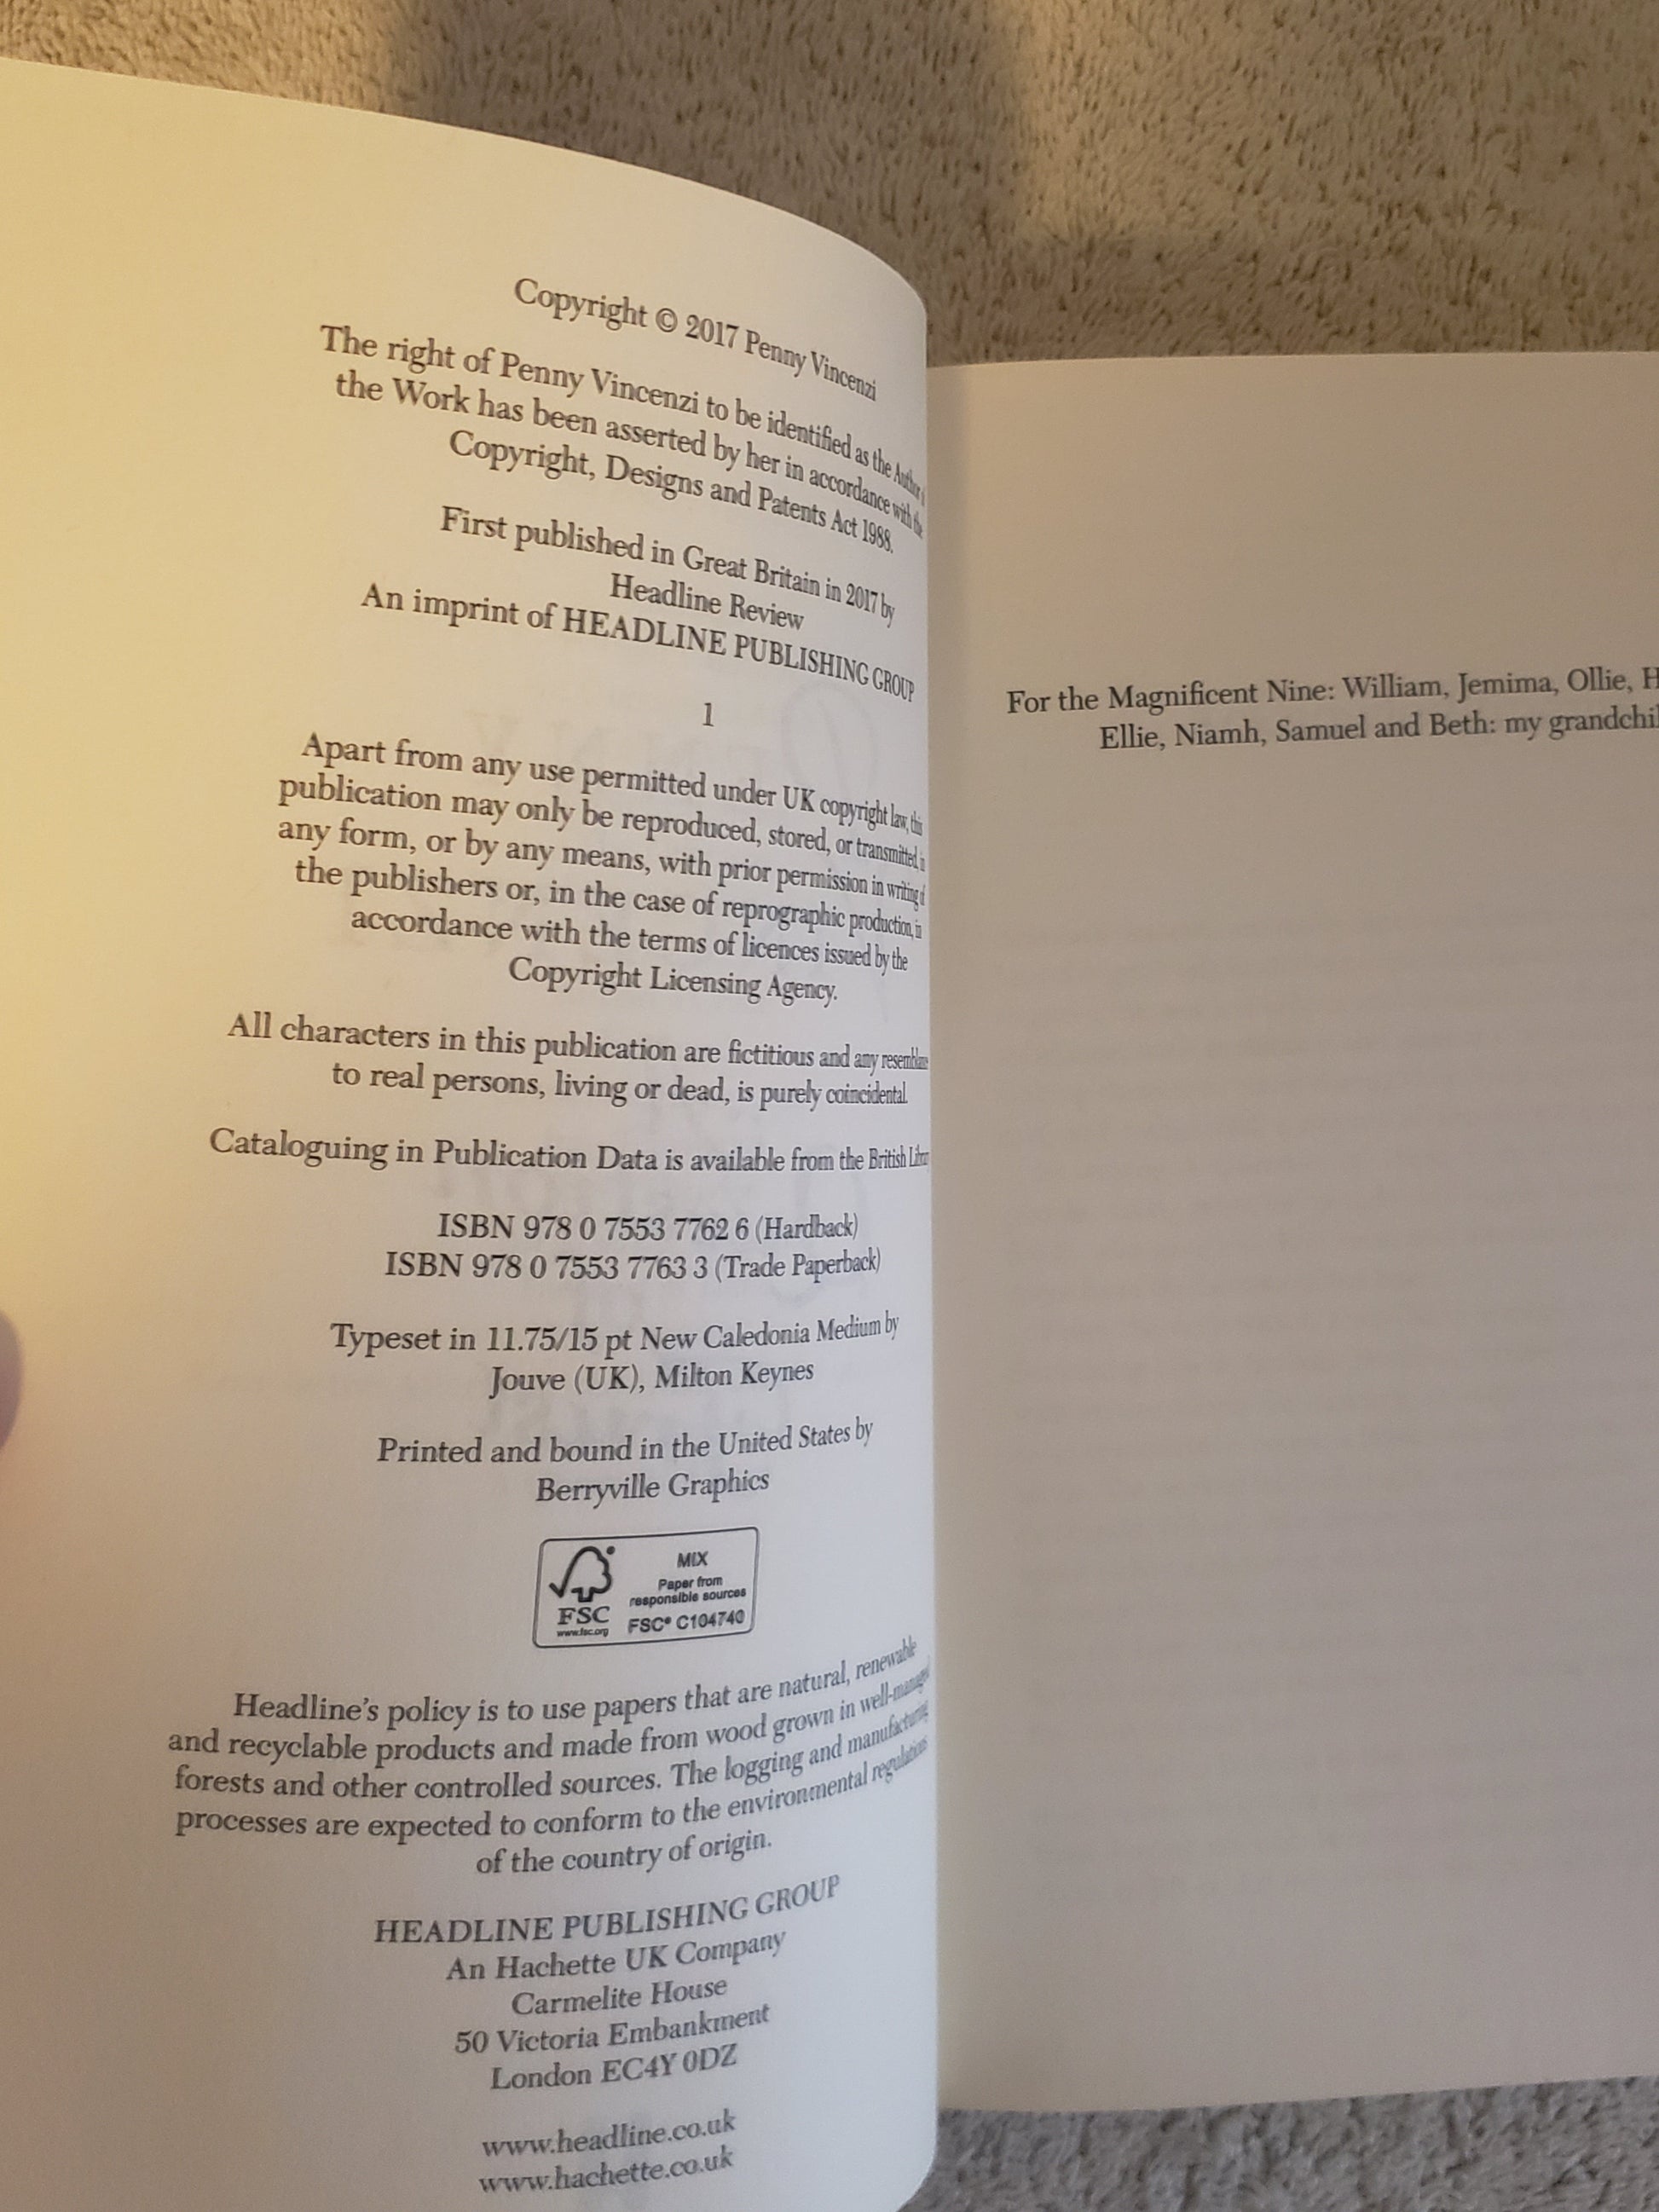 Copyright © 2017 Penny Vincenzi
The right of Penny Vincenzi to be identified as the Author
the Work has been asserted by her in accordance with the
Copyright, Designs and Patents Act 1988.
First published in Great Britain in 2017 by
Headline Review
An imprint of HEADLINE PUBLISHING GROUP
1
Apart from any use permitted under UK copyright law, this
publication may only be reproduced, stored, or transmitted, in
any form, or by any means, with prior permission in writing of
the publishers or, in the case of reprographic production, in
accordance with the terms of licences issued by the
Copyright Licensing Agency.
All characters in this publication are fictitious and any
to real persons, living or dead, is purely coincidental.
Cataloguing in Publication Data is available from the British
ISBN 978 0 7553 7762 6 (Hardback)
ISBN 978 0 7553 7763 3 (Trade Paperback)
Typeset in 11.75/15 pt New Caledonia Medium by
Jouve (UK), Milton Keynes
Printed and bound in the United States by
Berryville Graphics
FSC
www.fsc.org
MIX
Paper from
responsible sources
FSC® C104740
Headline's policy is to use papers that are natural, renewable
and recyclable products and made from wood grown in
forests and other controlled sources. The logging and manufacturing
processes are expected to conform to the environmental regulations
of the country of origin.
HEADLINE PUBLISHING GROUP
An Hachette UK Company
Carmelite House
50 Victoria Embankment
London EC4Y 0DZ
www.headline.co.uk
www.hachette.co.uk
For the Magnificent Nine: William, Jemima, Ollie, H
Ellie, Niamh, Samuel and Beth: my grandchil